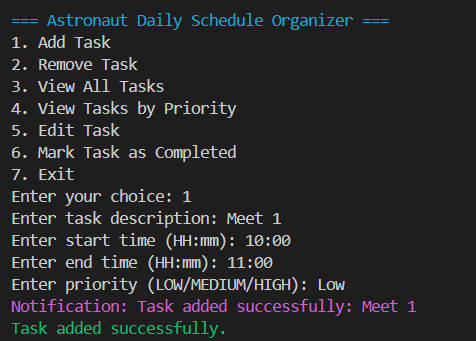 === Astronaut Daily Schedule Organizer ===
1. Add Task
2. Remove Task
3. View All Tasks
4. View Tasks by Priority
5. Edit Task
6. Mark Task as Completed
7. Exit
Enter your choice: 1
Enter task description: Meet 1
Enter start time (HH:mm): 10:00
Enter end time (HH:mm): 11:00
Enter priority (LOW/MEDIUM/HIGH): Low
Notification: Task added successfully: Meet 1
Task added successfully.